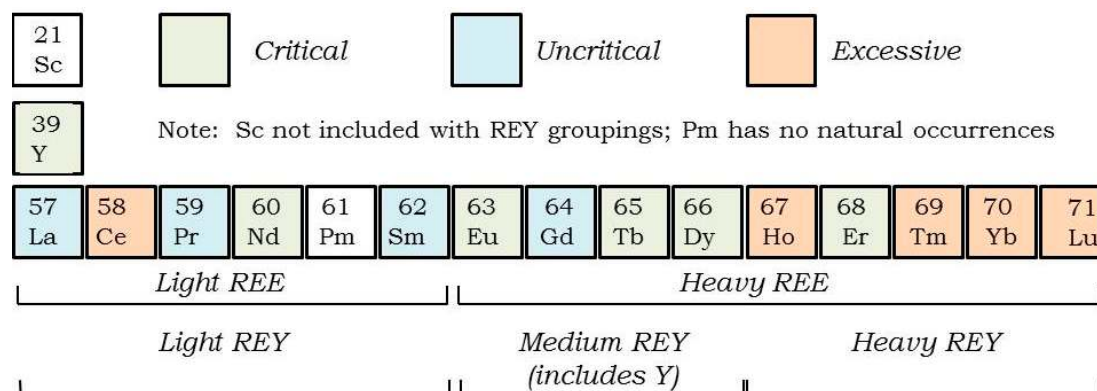 21
Sc
Critical
Uncritical
Excessive
39
Y
Note: Sc not included with REY groupings; Pm has no natural occurrences
57 58 59 60 61 62 63 64 65 66 67 68 69 70 71
La Ce Pr Nd Pm Sm Eu Gd Tb Dy Ho Er Tm Yb Lu
Light REE Heavy REE
Light REY Medium REY Heavy REY
(includes Y)